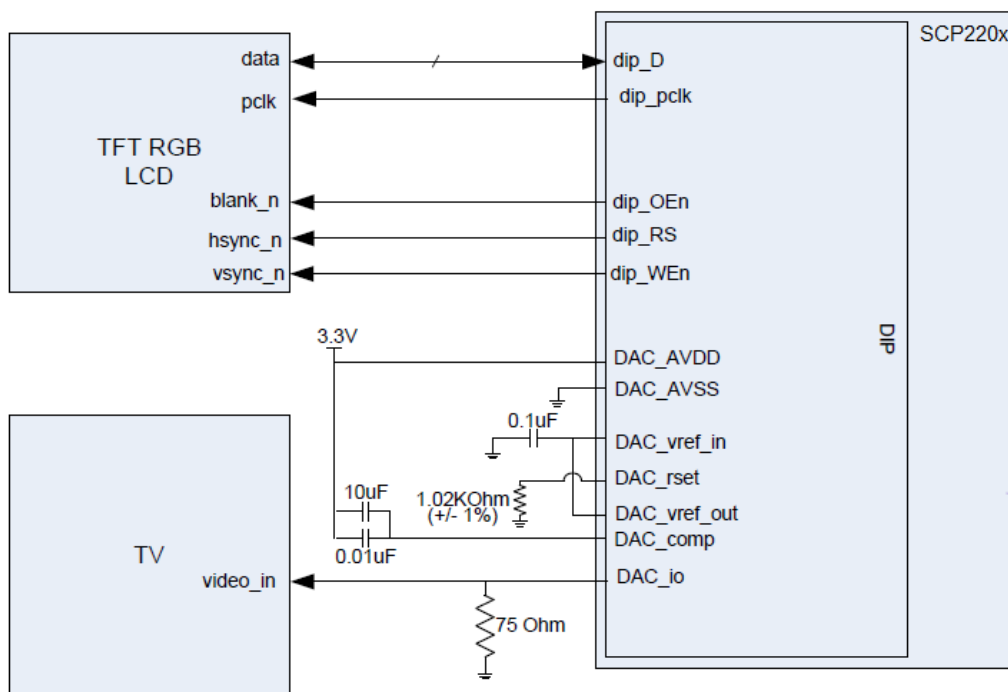 SCP220x
data
dip_D
pclk
dip_pclk
TFT RGB
LCD
blank_n
dip_OEn
hsync_n
dip_RS
vsync_n
dip_WEn
DIP
3.3V
DAC_AVDD
DAC_AVSS
0.1uF
DAC_vref_in
DAC_rset
10uF
1.02KOhm
(+/- 1%)
DAC_vref_out
DAC_comp
0.01uF
TV
video_in
DAC_io
75 Ohm